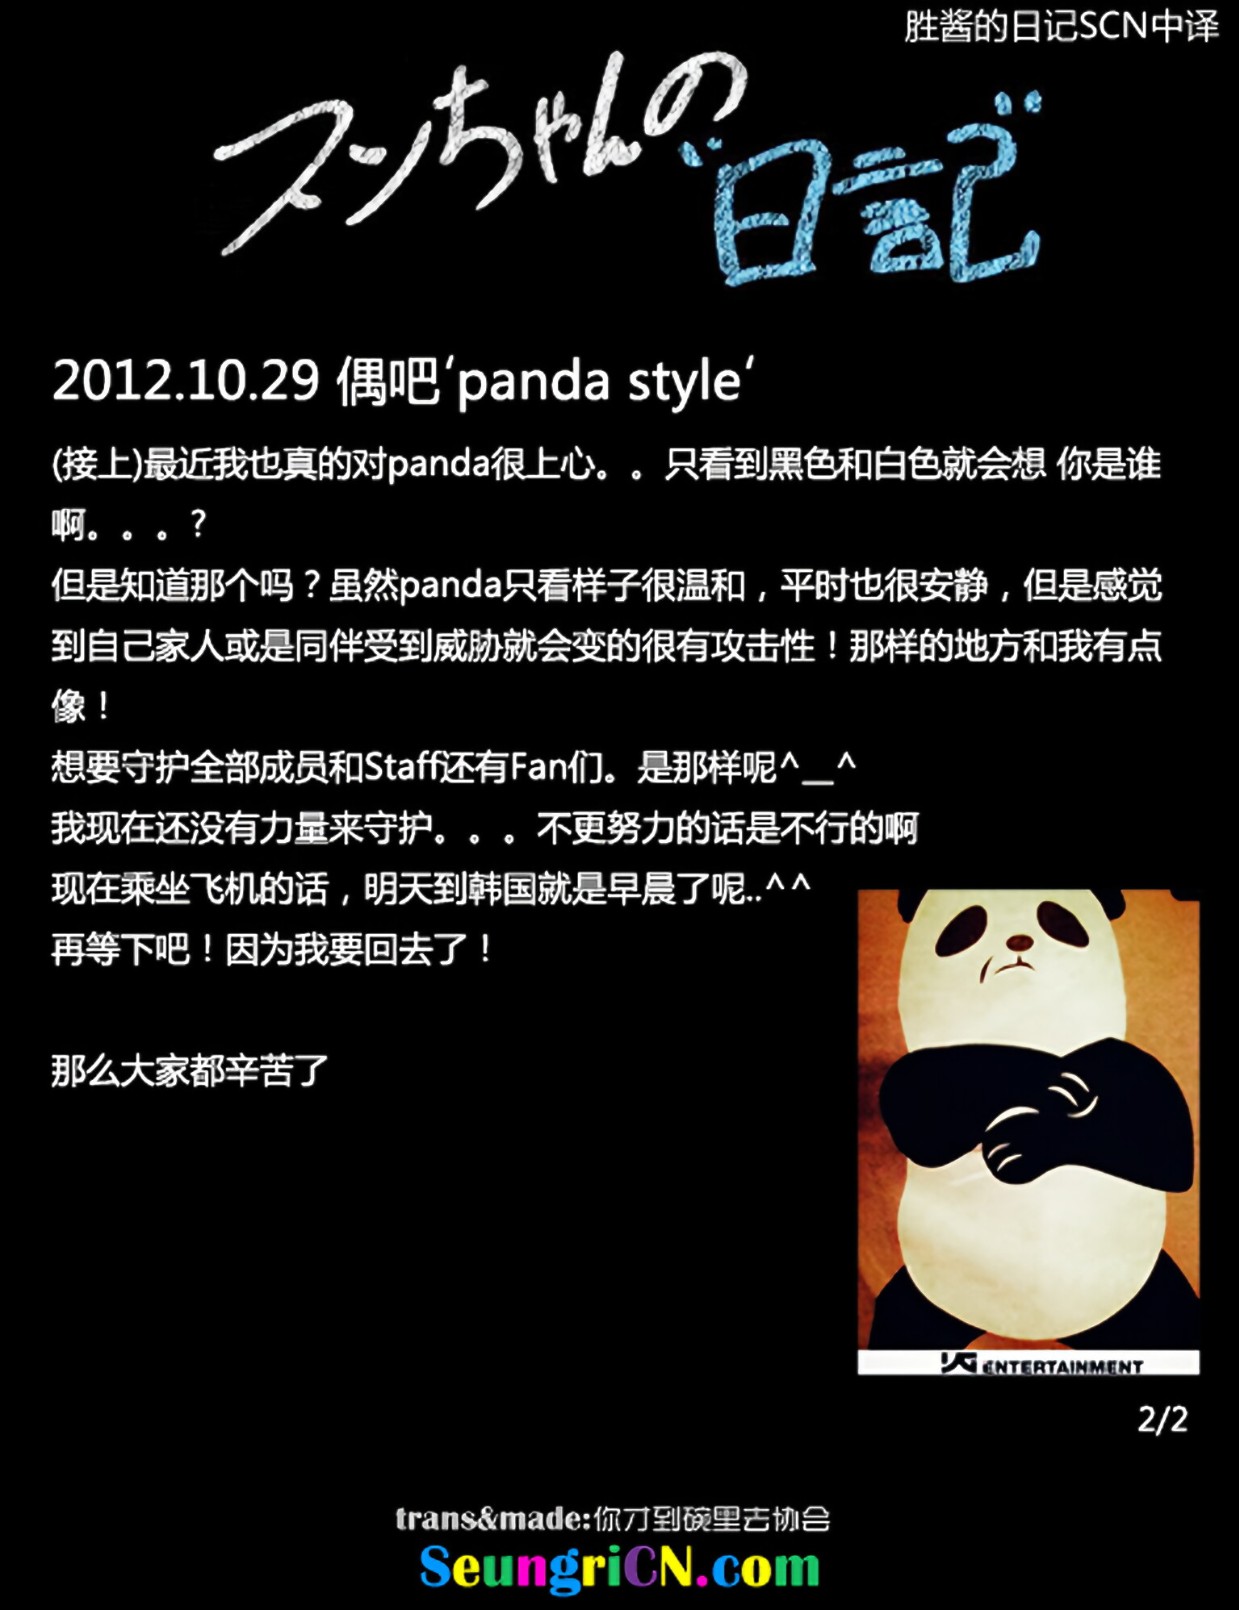 胜酱的日记SCN中译
スンちゃんの
日記
2012.10.29 偶吧‘panda style‘
(接上)最近我也真的对panda很上心。。只看到黑色和白色就会想 你是谁
啊。。。?
但是知道那个吗？虽然panda只看样子很温和，平时也很安静，但是感觉
到自己家人或是同伴受到威胁就会变的很有攻击性！那样的地方和我有点
像！
想要守护全部成员和Staff还有Fan们。是那样呢^__^
我现在还没有力量来守护。。。不更努力的话是不行的啊
现在乘坐飞机的话，明天到韩国就是早晨了呢..^^
再等下吧！因为我要回去了！
那么大家都辛苦了
YG ENTERTAINMENT
2/2
trans&made:你才到碗里去协会
SeungriCN.com